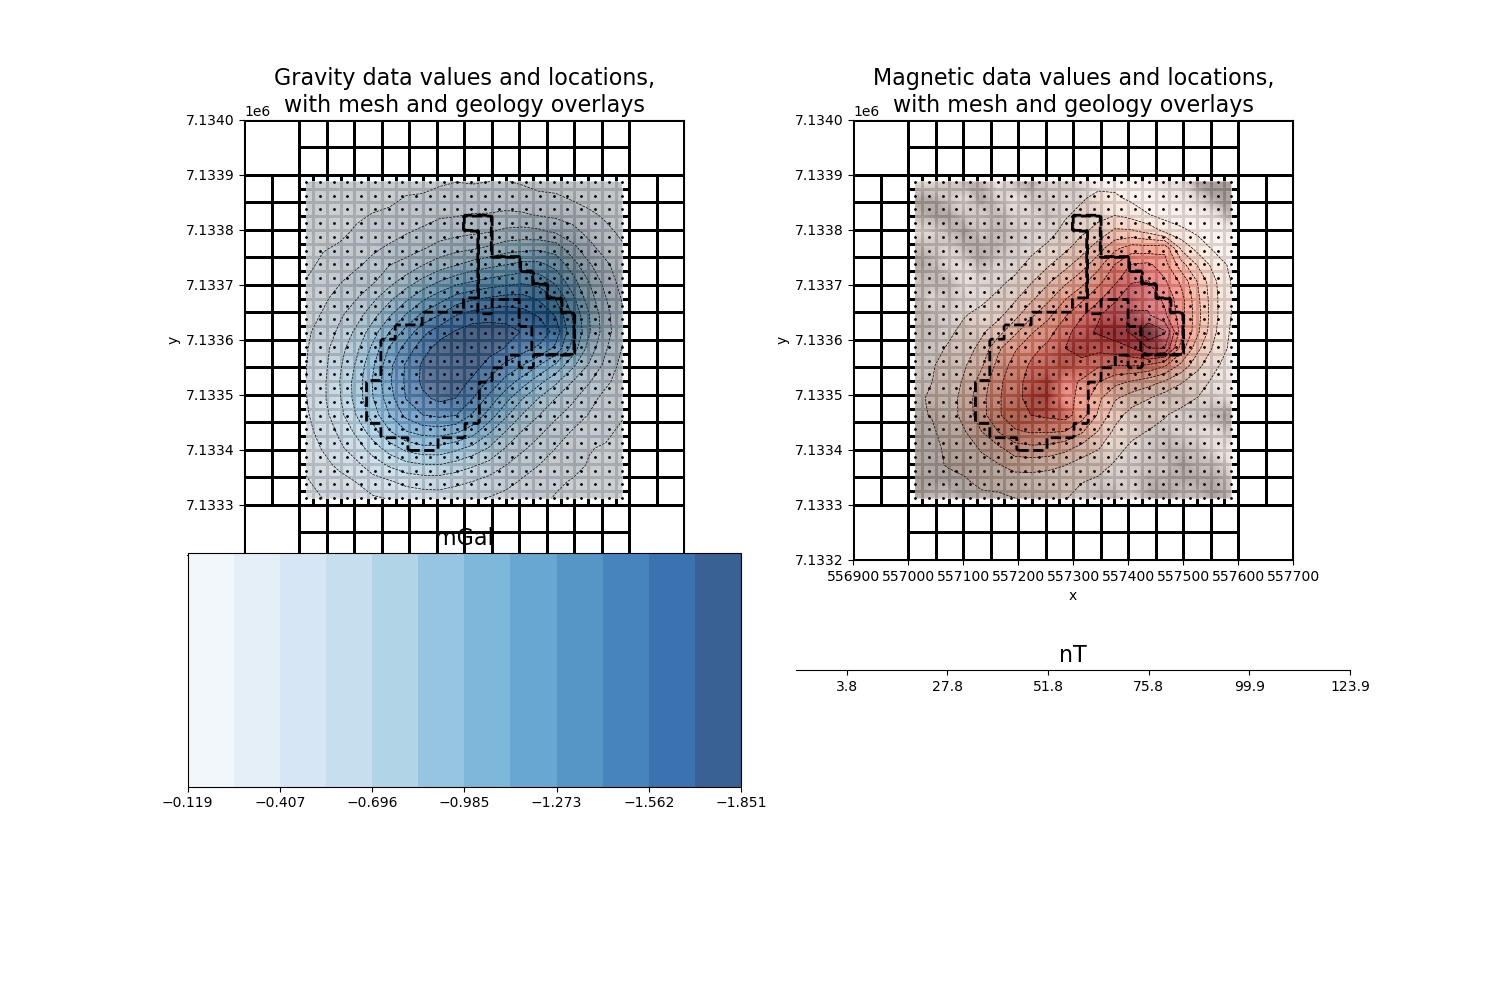 Gravity data values and locations,
with mesh and geology overlays
1e6
7.1340
7.1339
7.1338
7.1337
7.1336
7.1335
7.1334
7.1333
y
mGal
−0.119 −0.407 −0.696 −0.985 −1.273 −1.562 −1.851
Magnetic data values and locations,
with mesh and geology overlays
1e6
7.1340
7.1339
7.1338
7.1337
7.1336
7.1335
7.1334
7.1333
7.1332
y
556900 557000 557100 557200 557300 557400 557500 557600 557700
x
nT
3.8 27.8 51.8 75.8 99.9 123.9